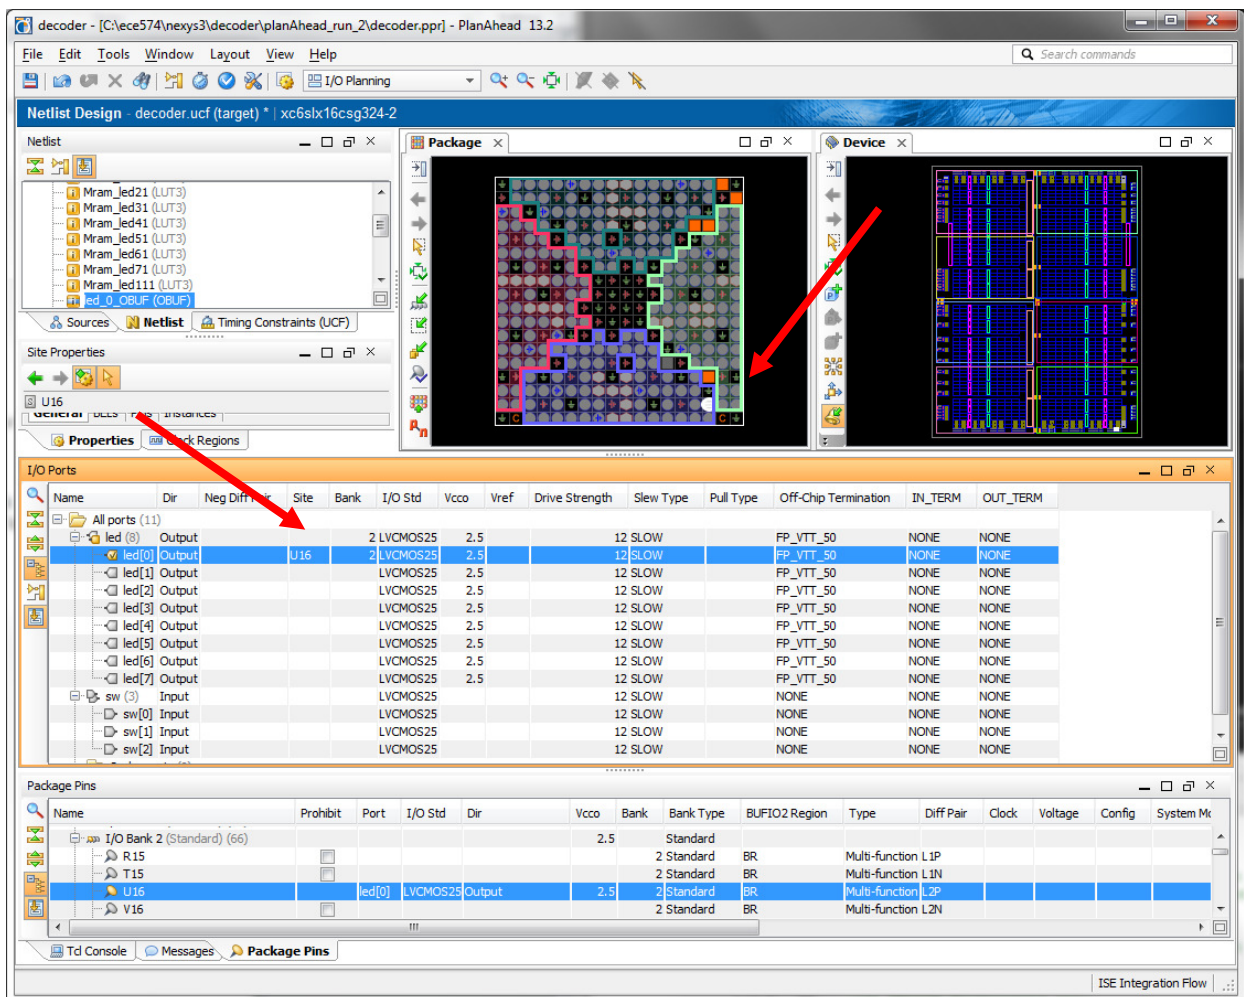 decoder - [C:\ece574\nexys3\decoder\planAhead_run_2\decoder.ppr] - PlanAhead 13.2
File Edit Tools Window Layout View Help
Search commands
I/O Planning
Netlist Design - decoder.ucf (target) * | xc6slx16csg324-2
Netlist
Mram_led21 (LUT3)
Mram_led31 (LUT3)
Mram_led41 (LUT3)
Mram_led51 (LUT3)
Mram_led61 (LUT3)
Mram_led71 (LUT3)
Mram_led111 (LUT3)
led_0_OBUF (OBUF)
Sources Netlist Timing Constraints (UCF)
Site Properties
U16
General BELs Pins Instances
Properties Clock Regions
Package
Device
I/O Ports
Name Dir Neg Diff Pair Site Bank I/O Std Vcco Vref Drive Strength Slew Type Pull Type Off-Chip Termination IN_TERM OUT_TERM
All ports (11)
led (8) Output 2 LVCMOS25 2.5 12 SLOW FP_VTT_50 NONE NONE
led[0] Output U16 2 LVCMOS25 2.5 12 SLOW FP_VTT_50 NONE NONE
led[1] Output LVCMOS25 2.5 12 SLOW FP_VTT_50 NONE NONE
led[2] Output LVCMOS25 2.5 12 SLOW FP_VTT_50 NONE NONE
led[3] Output LVCMOS25 2.5 12 SLOW FP_VTT_50 NONE NONE
led[4] Output LVCMOS25 2.5 12 SLOW FP_VTT_50 NONE NONE
led[5] Output LVCMOS25 2.5 12 SLOW FP_VTT_50 NONE NONE
led[6] Output LVCMOS25 2.5 12 SLOW FP_VTT_50 NONE NONE
led[7] Output LVCMOS25 2.5 12 SLOW FP_VTT_50 NONE NONE
sw (3) Input LVCMOS25 12 SLOW NONE NONE NONE
sw[0] Input LVCMOS25 12 SLOW NONE NONE NONE
sw[1] Input LVCMOS25 12 SLOW NONE NONE NONE
sw[2] Input LVCMOS25 12 SLOW NONE NONE NONE
Package Pins
Name Prohibit Port I/O Std Dir Vcco Bank Bank Type BUFIO2 Region Type Diff Pair Clock Voltage Config System Mo
I/O Bank 2 (Standard) (66) 2.5 Standard
R15 2 Standard BR Multi-function L1P
T15 2 Standard BR Multi-function L1N
U16 led[0] LVCMOS25 Output 2.5 2 Standard BR Multi-function L2P
V16 2 Standard BR Multi-function L2N
Tcl Console Messages Package Pins
ISE Integration Flow